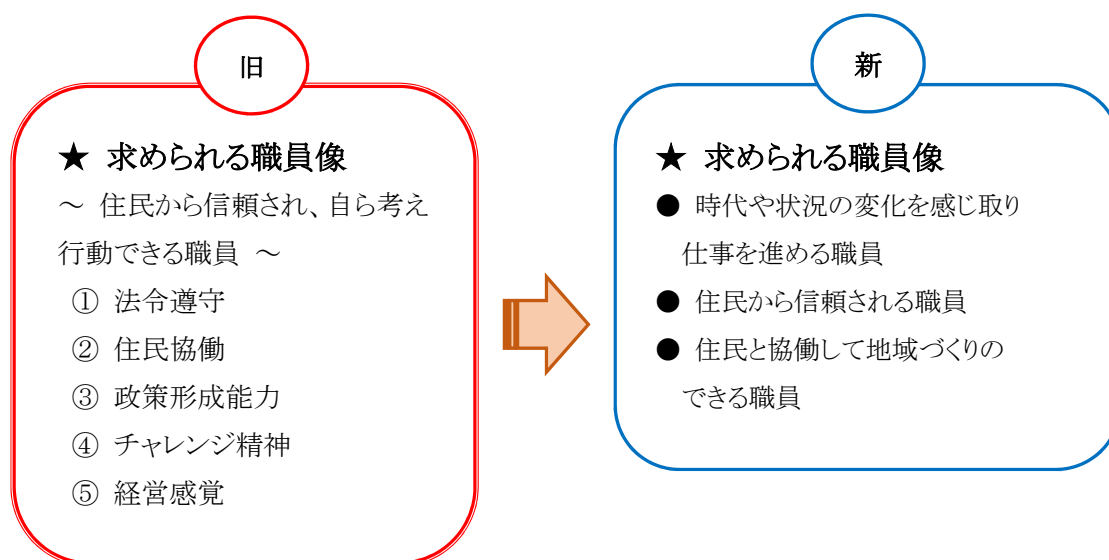 旧
★ 求められる職員像
～ 住民から信頼され、自ら考え
行動できる職員 ～
① 法令遵守
② 住民協働
③ 政策形成能力
④ チャレンジ精神
⑤ 経営感覚
新
★ 求められる職員像
● 時代や状況の変化を感じ取り
仕事を進める職員
● 住民から信頼される職員
● 住民と協働して地域づくりの
できる職員